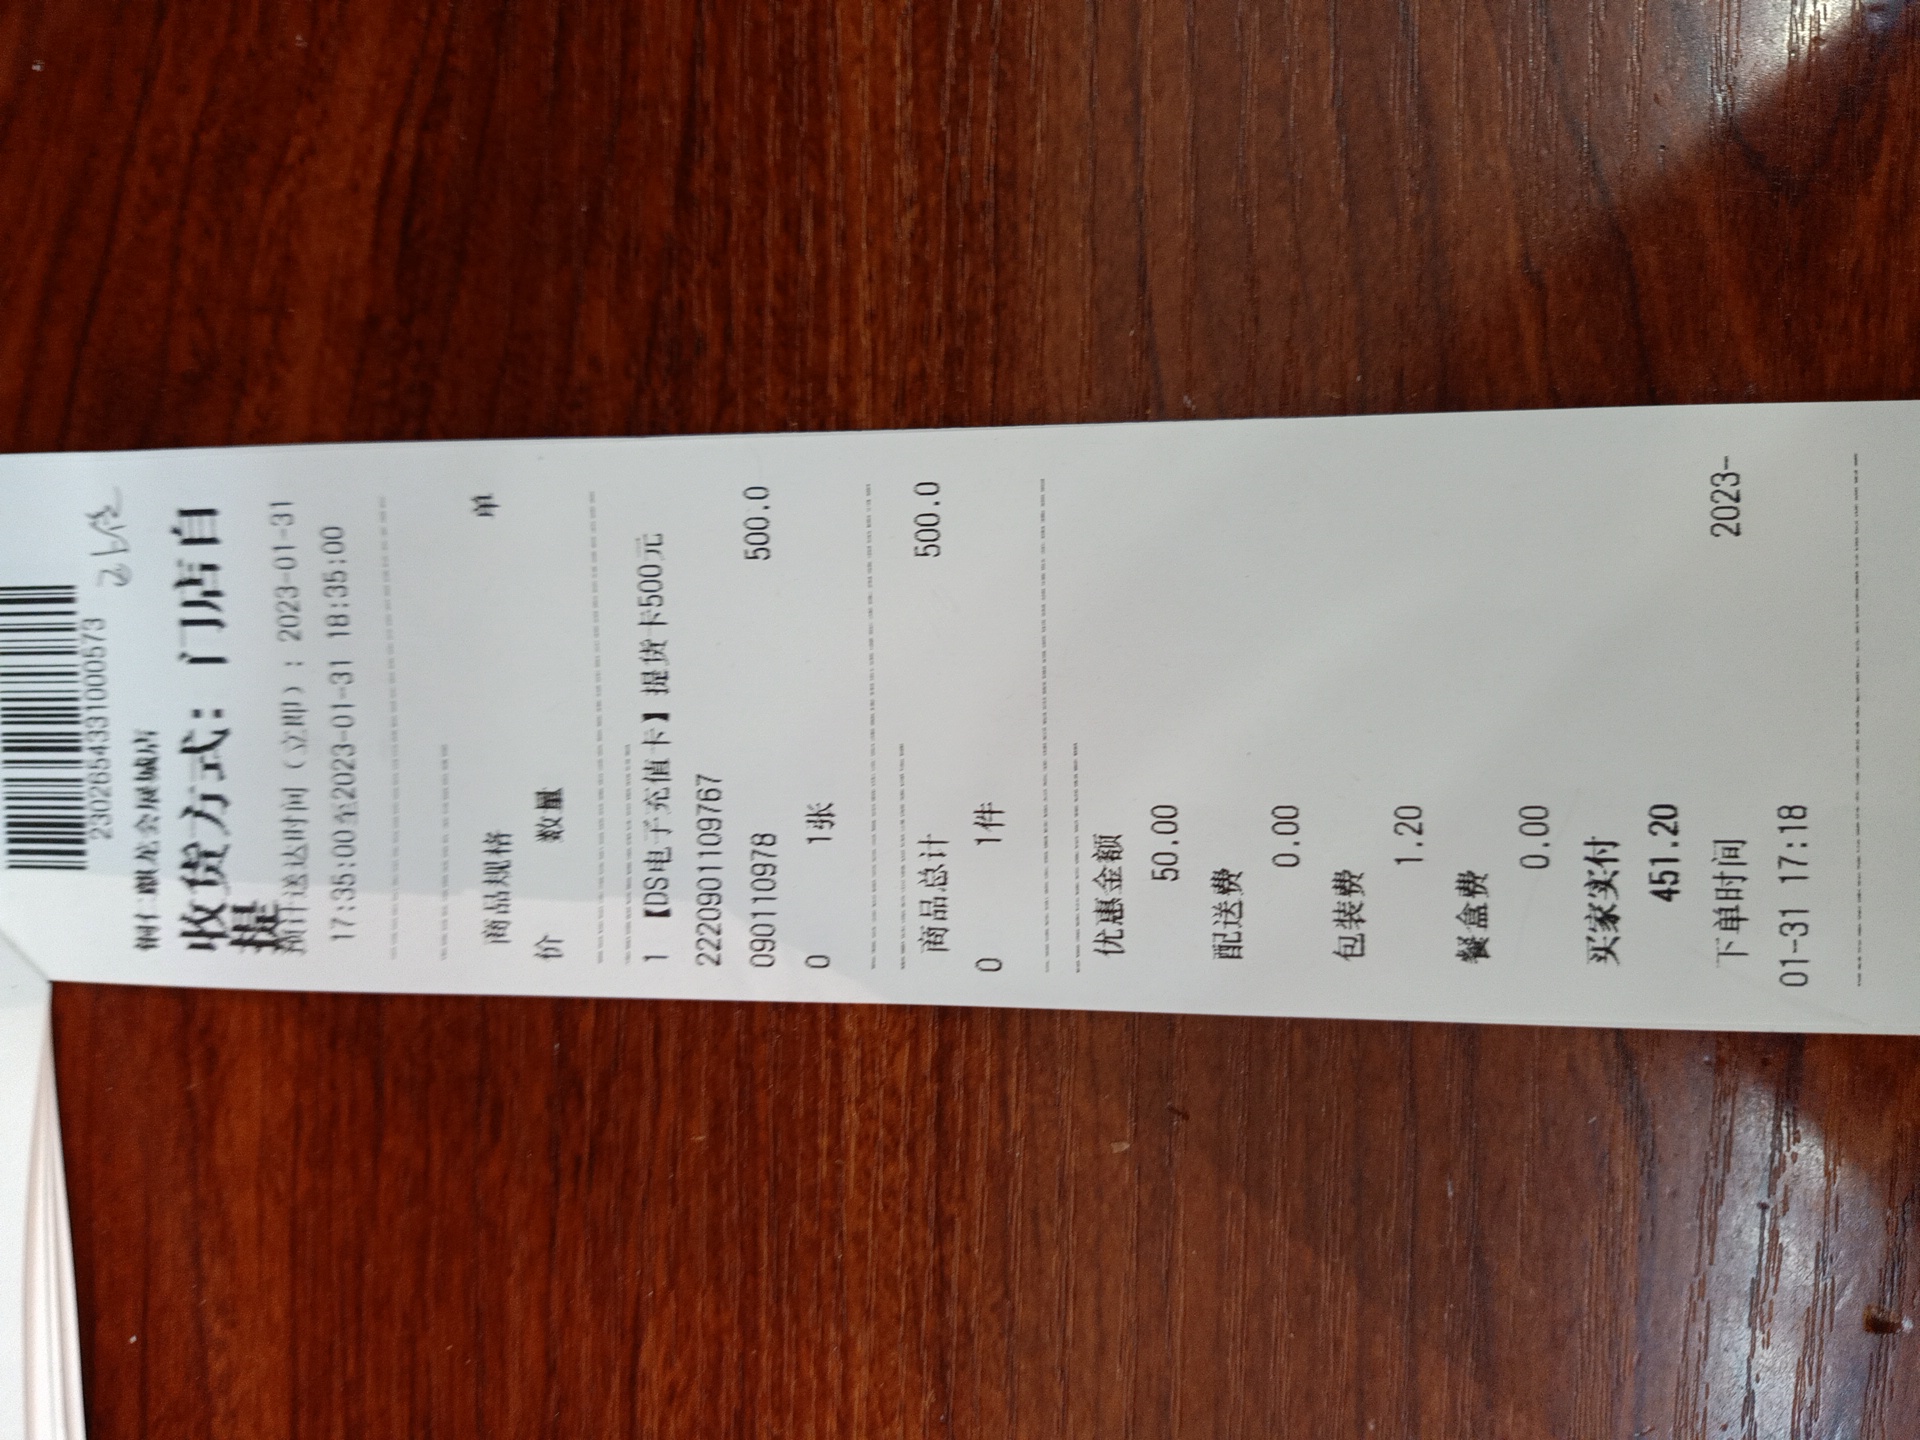 2302654331000573
铜仁麒龙会展城店
收货方式：门店自
提
预计送达时间（立即）：2023-01-31
17:35:00至2023-01-31 18:35:00
商品规格 单
价 数量
1 【DS电子充值卡】提货卡500元
2220901109767
090110978 500.0
0 1张
商品总计 500.0
0 1件
优惠金额
50.00
配送费
0.00
包装费
1.20
餐盒费
0.00
买家实付
451.20
下单时间 2023-
01-31 17:18